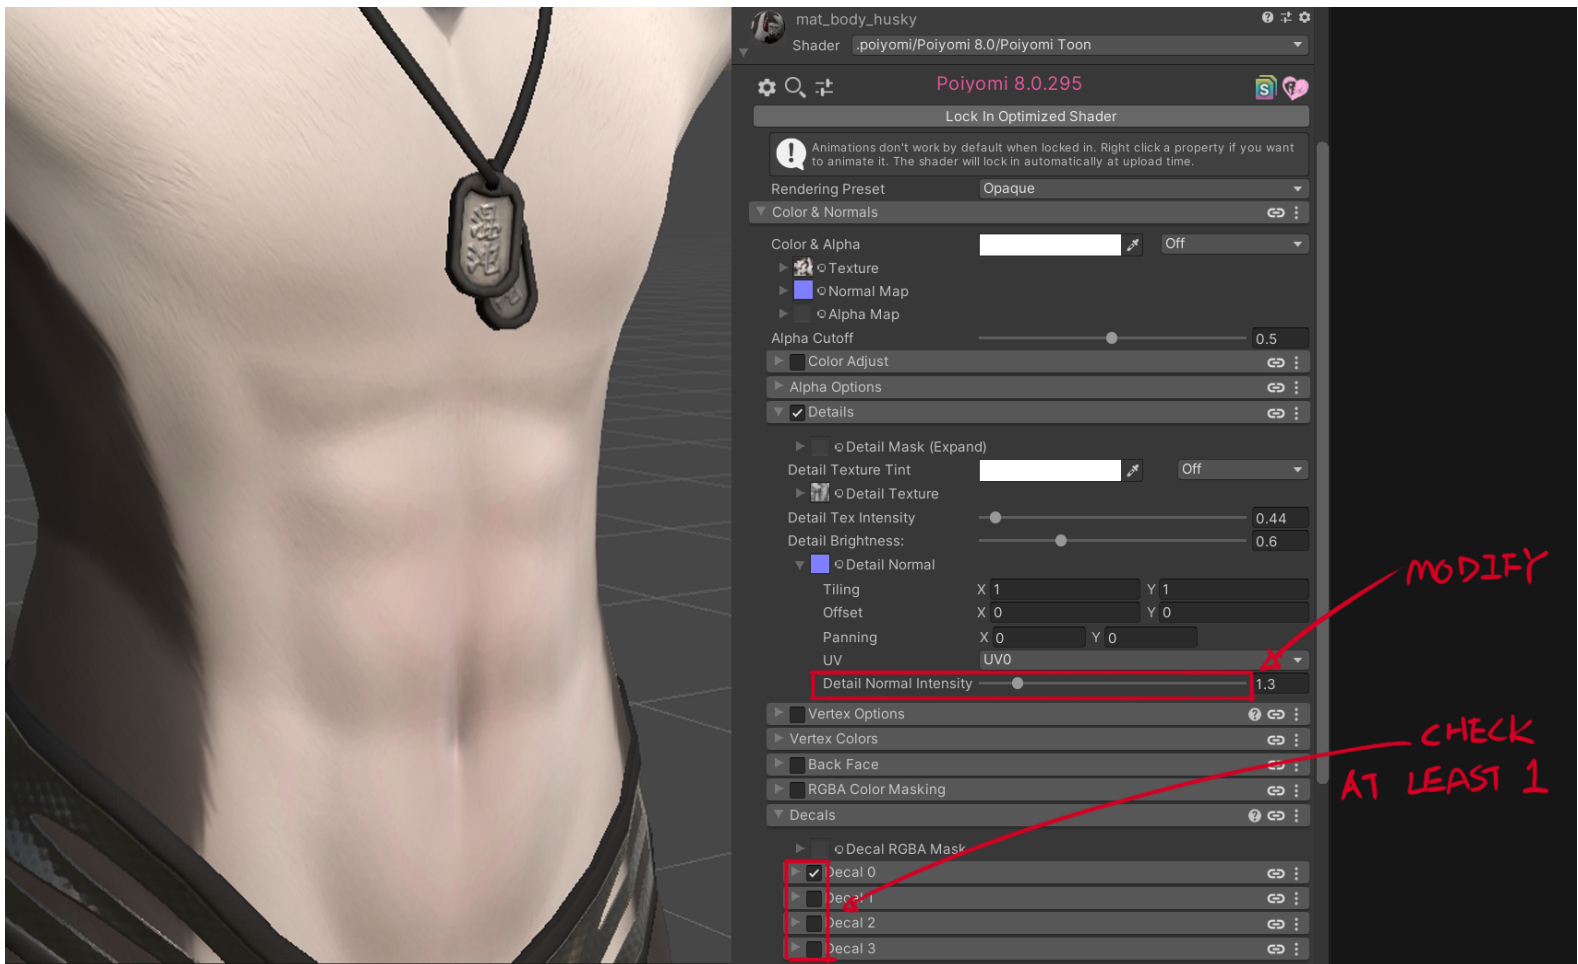 mat_body_husky
Shader .poiyomi/Poiyomi 8.0/Poiyomi Toon
Poiyomi 8.0.295
S
Lock In Optimized Shader
Animations don't work by default when locked in. Right click a property if you want
to animate it. The shader will lock in automatically at upload time.
Rendering Preset Opaque
Color & Normals
Color & Alpha Off
Texture
Normal Map
Alpha Map
Alpha Cutoff 0.5
Color Adjust
Alpha Options
Details
Detail Mask (Expand)
Detail Texture Tint Off
Detail Texture
Detail Tex Intensity 0.44
Detail Brightness: 0.6
Detail Normal
Tiling X 1 Y 1
Offset X 0 Y 0
Panning X 0 Y 0
UV UV0
Detail Normal Intensity 1.3
Vertex Options
Vertex Colors
Back Face
RGBA Color Masking
Decals
Decal RGBA Mask
Decal 0
Decal 1
Decal 2
Decal 3
MODIFY
CHECK
AT LEAST 1
混
沌